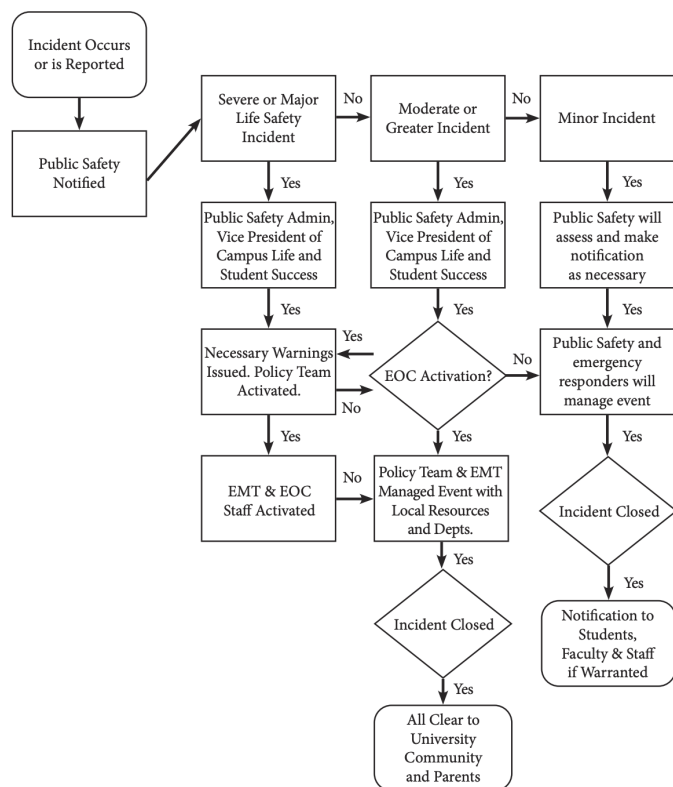 Incident Occurs
or is Reported
Public Safety
Notified
Severe or Major
Life Safety
Incident
No
Moderate or
Greater Incident
No
Minor Incident
Yes
Yes
Yes
Public Safety Admin,
Vice President of
Campus Life and
Student Success
Public Safety Admin,
Vice President of
Campus Life and
Student Success
Public Safety will
assess and make
notification
as necessary
Yes
Yes
Yes
Necessary Warnings
Issued. Policy Team
Activated.
Yes
No
EOC Activation?
No
Public Safety and
emergency
responders will
manage event
Yes
Yes
Yes
EMT & EOC
Staff Activated
No
Policy Team & EMT
Managed Event with
Local Resources
and Depts.
Incident Closed
Yes
Yes
Incident Closed
Notification to
Students,
Faculty & Staff
if Warranted
Yes
All Clear to
University
Community
and Parents